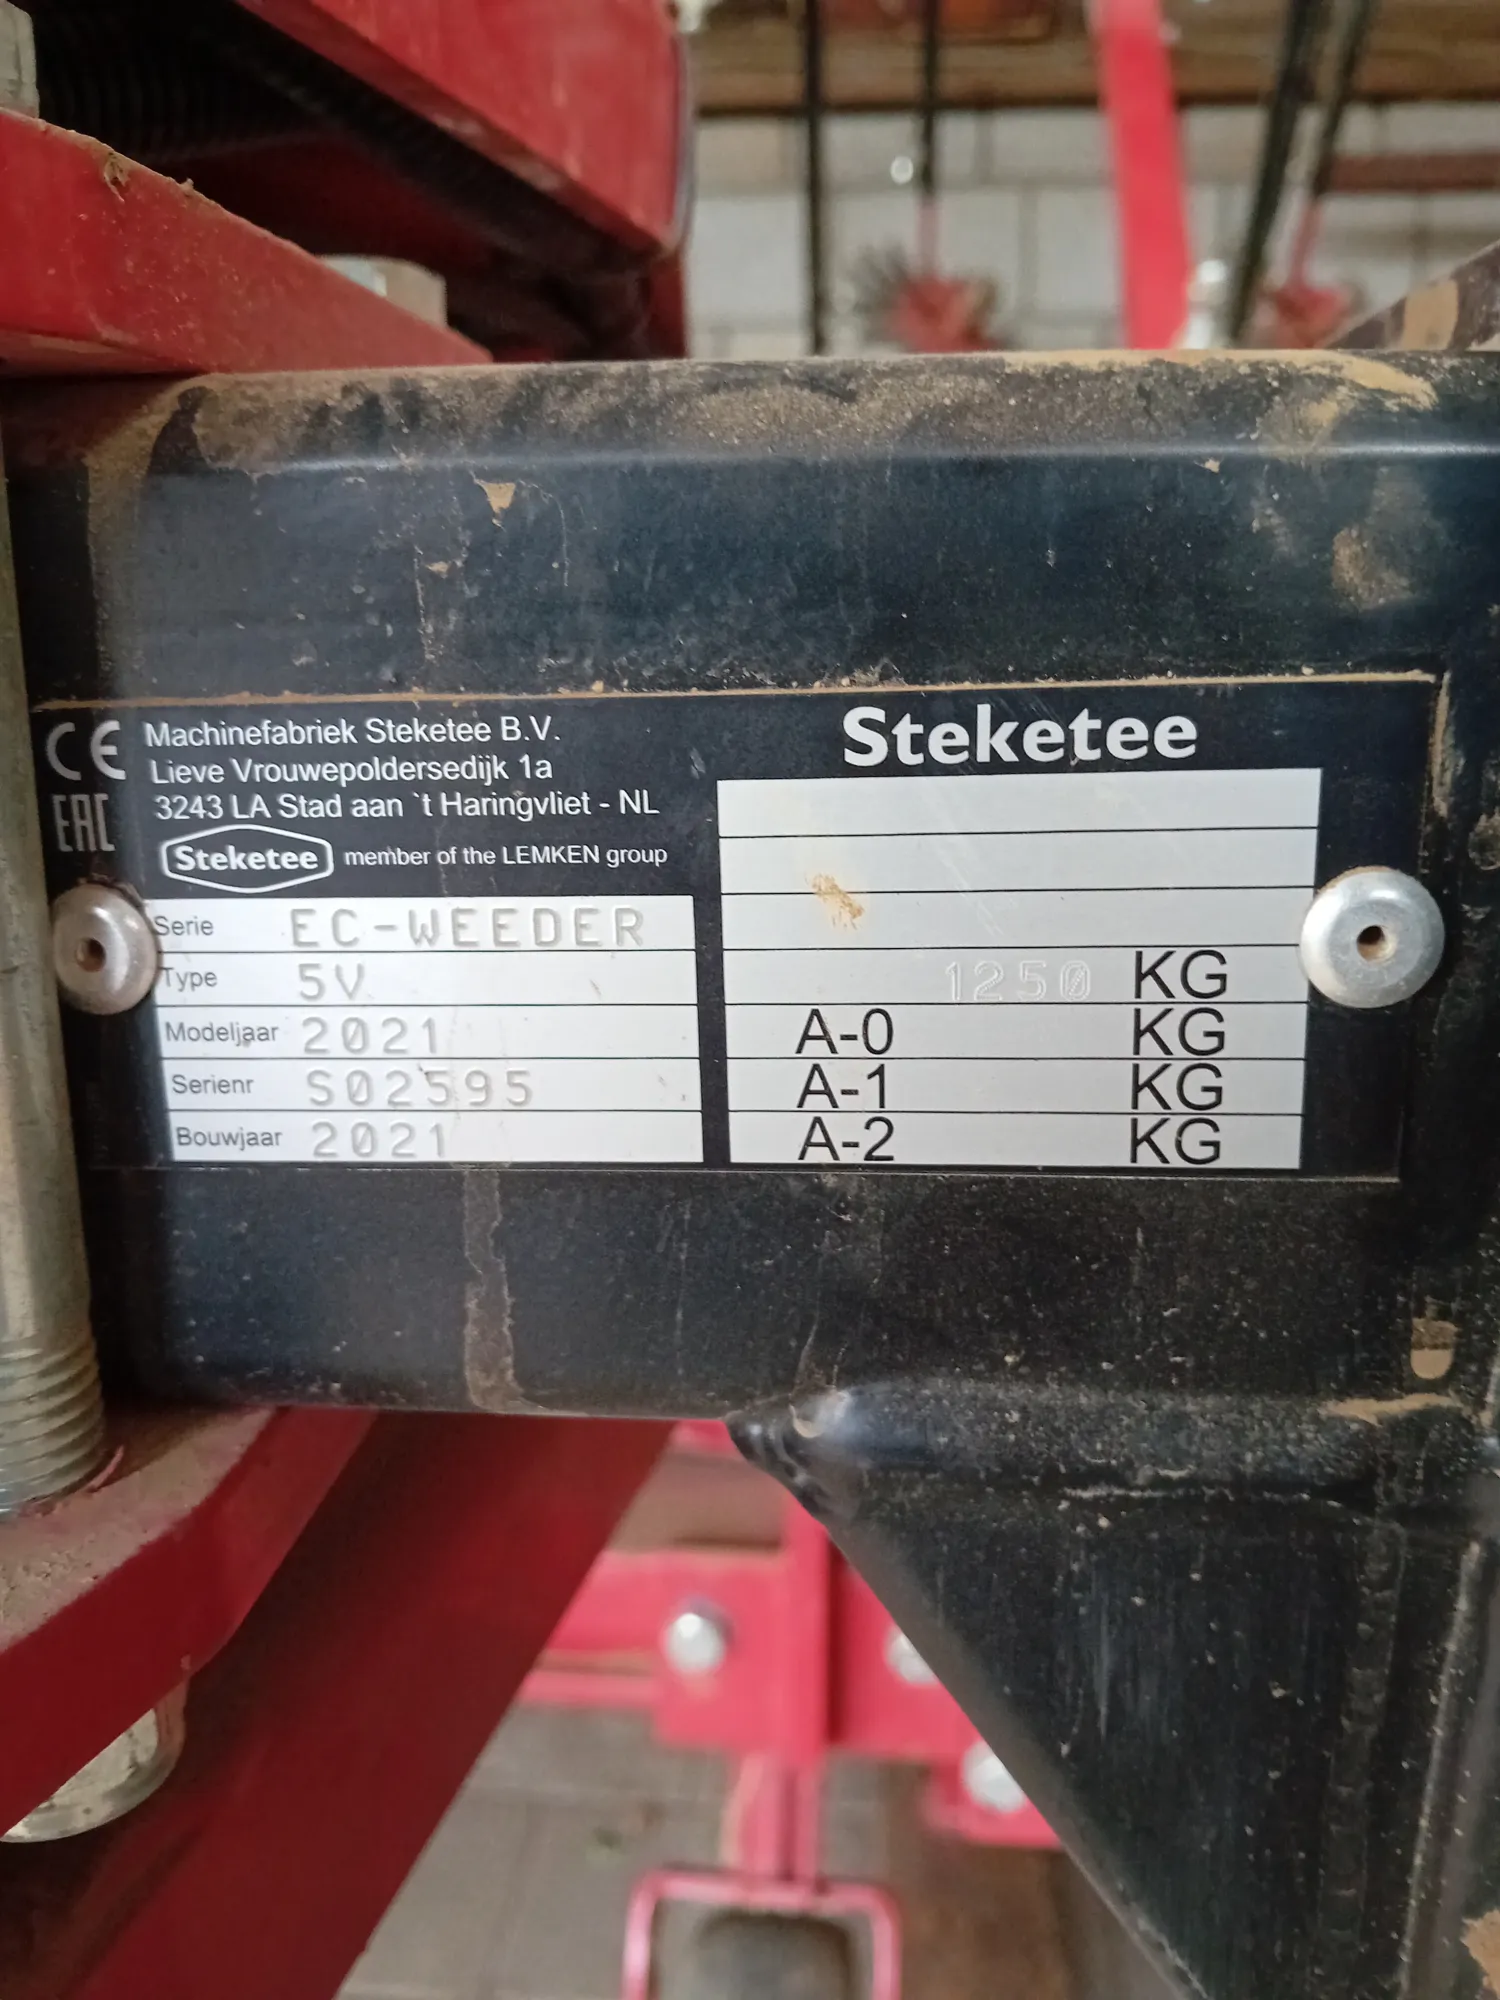 CE
EAC
Machinefabriek Steketee B.V.
Lieve Vrouwepoldersedijk 1a
3243 LA Stad aan `t Haringvliet - NL
Steketee member of the LEMKEN group
Serie EC-WEEDER
Type 5V
Modeljaar 2021
Serienr S02595
Bouwjaar 2021
Steketee
1250 KG
A-0 KG
A-1 KG
A-2 KG